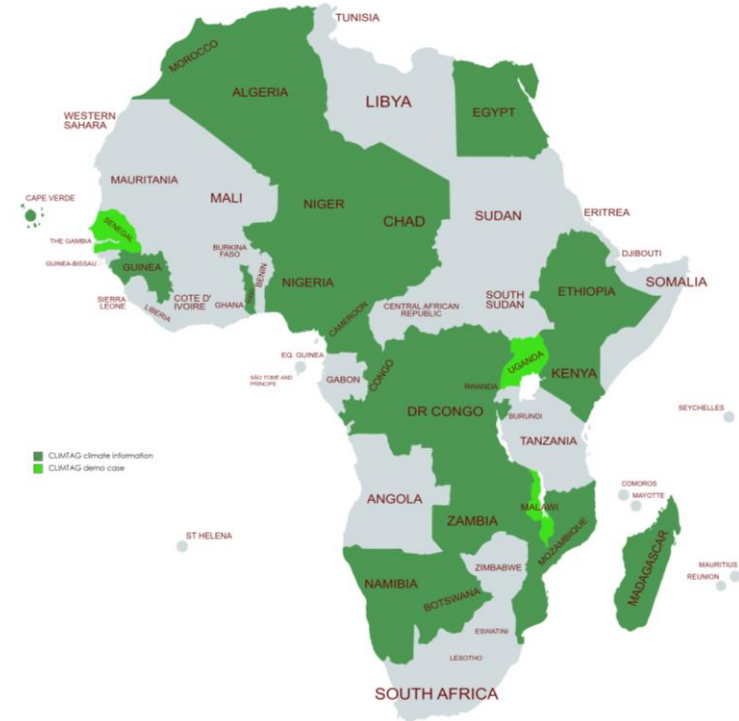 TUNISIA
MOROCCO
ALGERIA
LIBYA
EGYPT
WESTERN
SAHARA
MAURITANIA
MALI
NIGER
CHAD
SUDAN
ERITREA
CAPE VERDE
SENEGAL
THE GAMBIA
GUINEA-BISSAU
GUINEA
BURKINA
FASO
BENIN
NIGERIA
DJIBOUTI
SOMALIA
ETHIOPIA
SIERRA
LEONE
LIBERIA
COTE D'
IVOIRE
GHANA
TOGO
CAMEROON
CENTRAL AFRICAN
REPUBLIC
SOUTH
SUDAN
EQ. GUINEA
SÃO TOMÉ AND
PRÍNCIPE
GABON
CONGO
UGANDA
KENYA
RWANDA
DR CONGO
BURUNDI
TANZANIA
SEYCHELLES
CLIMTAG climate information
CLIMTAG demo case
ANGOLA
ZAMBIA
MALAWI
MOZAMBIQUE
COMOROS
MAYOTTE
ST HELENA
ZIMBABWE
NAMIBIA
BOTSWANA
MADAGASCAR
MAURITIUS
REUNION
ESWATINI
LESOTHO
SOUTH AFRICA